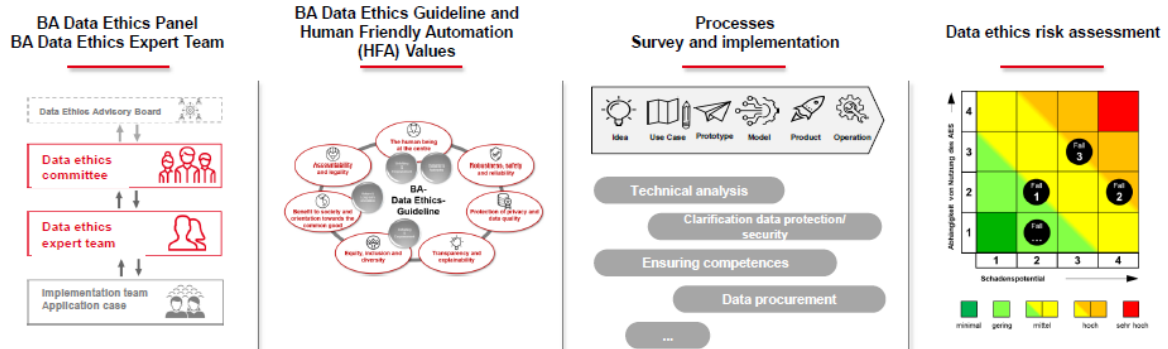 BA Data Ethics Panel
BA Data Ethics Expert Team
Data Ethics Advisory Board
Data ethics
committee
Data ethics
expert team
Implementation team
Application case
BA Data Ethics Guideline and
Human Friendly Automation
(HFA) Values
The human being
at the centre
Accountability
and legality
Robustness, safety
and reliability
BA-
Data Ethics-
Guideline
Benefit to society and
orientation towards the
common good
Protection of privacy and
data quality
Equity, inclusion and
diversity
Transparency and
explainability
Processes
Survey and implementation
Idea
Use Case
Prototype
Model
Product
Operation
Technical analysis
Clarification data protection/
security
Ensuring competences
Data procurement
...
Data ethics risk assessment
Abhängigkeit von Nutzung des AES
4
3
2
1
Fall
3
Fall
1
Fall
2
Fall
...
1
2
3
4
Schadenspotential
minimal
gering
mittel
hoch
sehr hoch